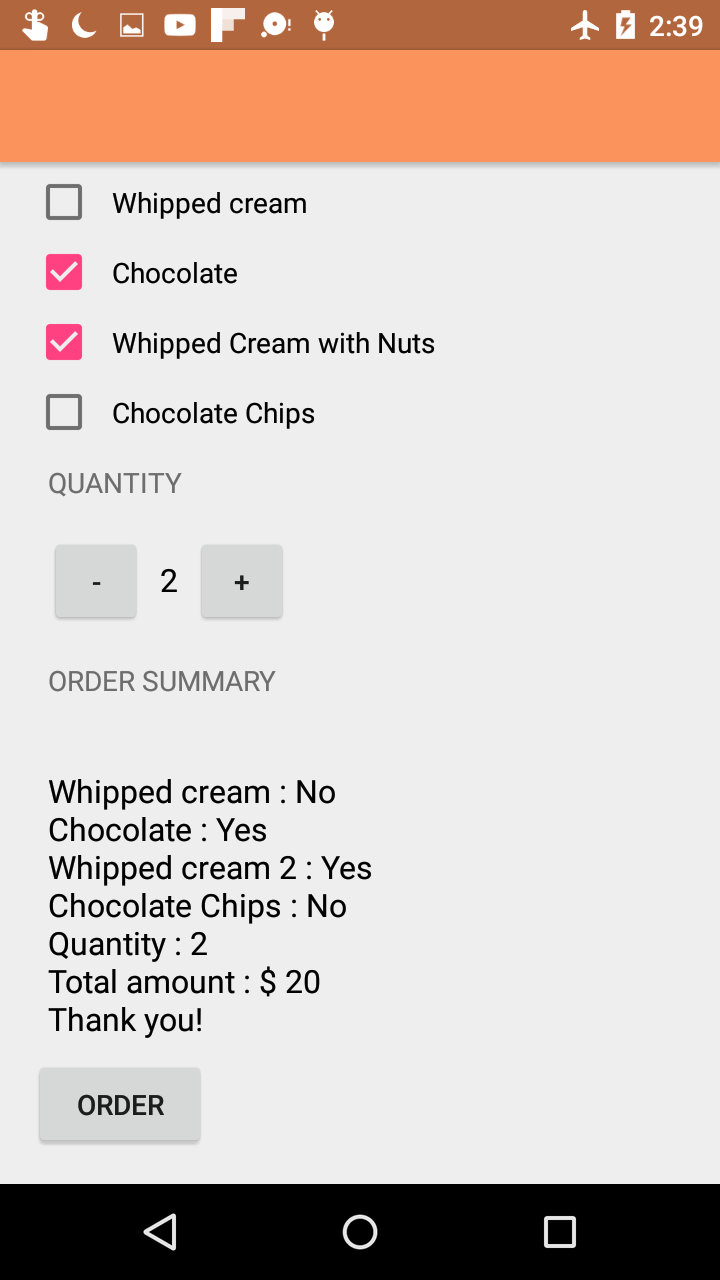 2:39
Whipped cream
Chocolate
Whipped Cream with Nuts
Chocolate Chips
QUANTITY
- 2 +
ORDER SUMMARY
Whipped cream : No
Chocolate : Yes
Whipped cream 2 : Yes
Chocolate Chips : No
Quantity : 2
Total amount : $ 20
Thank you!
ORDER